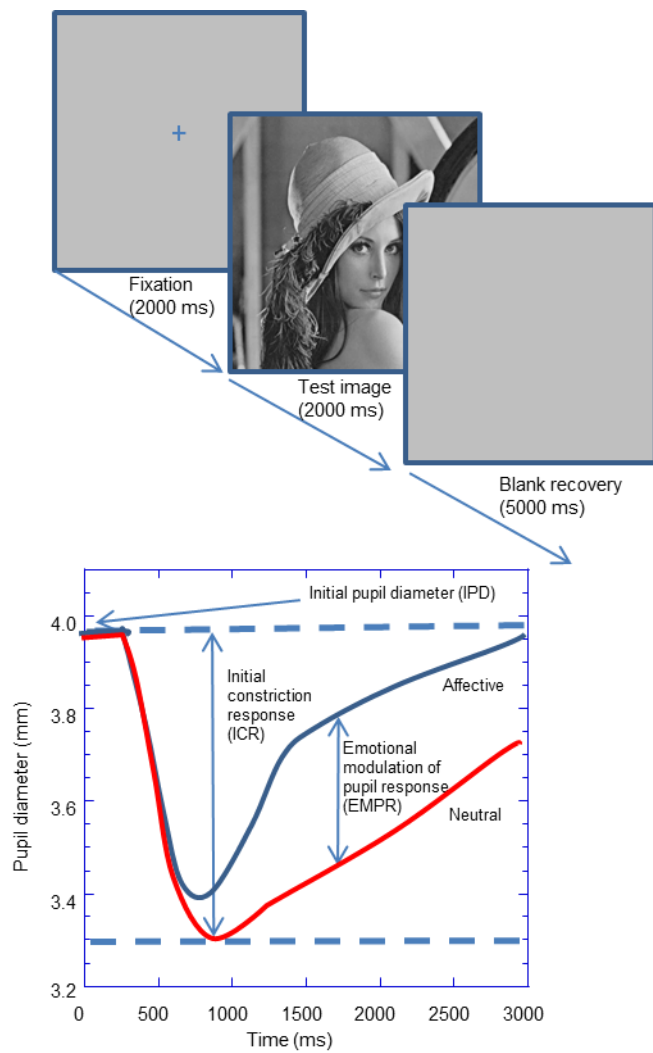 Fixation
(2000 ms)
Test image
(2000 ms)
Blank recovery
(5000 ms)
Initial pupil diameter (IPD)
4.0
Initial
constriction
response
(ICR)
Affective
3.8
Emotional
modulation of
pupil response
(EMPR)
Neutral
3.6
3.4
3.2
Pupil diameter (mm)
0 500 1000 1500 2000 2500 3000
Time (ms)